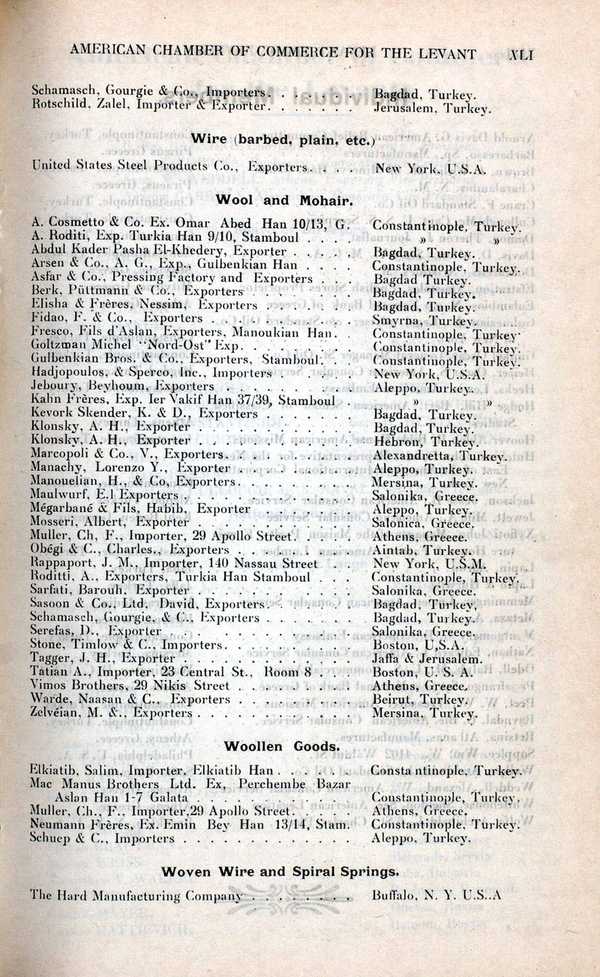 AMERICAN CHAMBER OF COMMERCE FOR THE LEVANT XLI
Schamasch, Gourgie & Co., Importers. . . . . . Bagdad, Turkey.
Rotschild, Zalel, Importer & Exporter. . . . . . . Jerusalem, Turkey.
Wire (barbed, plain, etc.)
United States Steel Products Co., Exporters. . . . New York, U.S.A.
Wool and Mohair.
A. Cosmetto & Co. Ex. Omar Abed Han 10/13, G. Constantinople, Turkey.
A. Roditi, Exp. Turkia Han 9/10, Stamboul . . . . » »
Abdul Kader Pasha El-Khedery, Exporter . . . . . Bagdad, Turkey.
Arsen & Co., A. G., Exp., Gulbenkian Han . . . . Constantinople, Turkey.
Asfar & Co., Pressing Factory and Exporters . . . Bagdad Turkey.
Berk, Püttmann & Co., Exporters . . . . . . . Bagdad, Turkey.
Elisha & Frères, Nessim, Exporters . . . . . . Bagdad, Turkey.
Fidao, F. & Co., Exporters . . . . . . . . . . Smyrna, Turkey.
Fresco, Fils d'Aslan, Exporters, Manoukian Han. . Constantinople, Turkey.
Goltzman Michel "Nord-Ost" Exp. . . . . . . . Constantinople, Turkey.
Gulbenkian Bros. & Co., Exporters, Stamboul. . . Constantinople, Turkey.
Hadjopoulos, & Sperco, Inc., Importers . . . . . New York, U.S.A.
Jeboury, Beyhoum, Exporters . . . . . . . . . Aleppo, Turkey.
Kahn Frères, Exp. Ier Vakif Han 37/39, Stamboul . » »
Kevork Skender, K. & D., Exporters . . . . . . Bagdad, Turkey.
Klonsky, A. H., Exporter . . . . . . . . . . Bagdad, Turkey.
Klonsky, A. H., Exporter . . . . . . . . . . Hebron, Turkey.
Marcopoli & Co., V., Exporters. . . . . . . . . Alexandretta, Turkey.
Manachy, Lorenzo Y., Exporter . . . . . . . . Aleppo, Turkey.
Manouelian, H., & Co, Exporters. . . . . . . . Mersina, Turkey.
Maulwurf, E.I Exporters . . . . . . . . . . . Salonika, Greece.
Mégarbané & Fils, Habib, Exporter . . . . . . Aleppo, Turkey.
Mosseri, Albert, Exporter . . . . . . . . . . Salonica, Greece.
Muller, Ch, F., Importer, 29 Apollo Street. . . . Athens, Greece.
Obégi & C., Charles., Exporters . . . . . . . . Aintab, Turkey.
Rappaport, J. M., Importer, 140 Nassau Street . . New York, U.S.M.
Roditti, A., Exporters, Turkia Han Stamboul . . . Constantinople, Turkey.
Sarfati, Barouh, Exporter . . . . . . . . . . Salonika, Greece.
Sasoon & Co., Ltd. David, Exporters. . . . . . Bagdad, Turkey.
Schamasch, Gourgie, & C., Exporters . . . . . . Bagdad, Turkey.
Serefas, D., Exporter . . . . . . . . . . . . Salonika, Greece.
Stone, Timlow & C., Importers. . . . . . . . . Boston, U,S.A.
Tagger, J. H., Exporter . . . . . . . . . . . Jaffa & Jerusalem.
Tatian A., Importer, 23 Central St., Room 8 . . . Boston, U. S. A.
Vimos Brothers, 29 Nikis Street . . . . . . . . Athens, Greece.
Warde, Naasan & C., Exporters . . . . . . . . Beirut, Turkey.
Zelvéian, M. &., Exporters . . . . . . . . . . Mersina, Turkey.
Woollen Goods.
Elkiatib, Salim, Importer, Elkiatib Han . . . . . Constantinople, Turkey.
Mac Manus Brothers Ltd. Ex, Perchembe Bazar
Aslan Han 1-7 Galata . . . . . . . . . . Constantinople, Turkey.
Muller, Ch., F.. Importer,29 Apollo Street. . . . . Athens, Greece.
Neumann Frères, Ex. Emin Bey Han 13/14, Stam. Constantinople, Turkey.
Schuep & C., Importers . . . . . . . . . . . Aleppo, Turkey.
Woven Wire and Spiral Springs.
The Hard Manufacturing Company . . . . . . . . Buffalo, N. Y. U.S..A